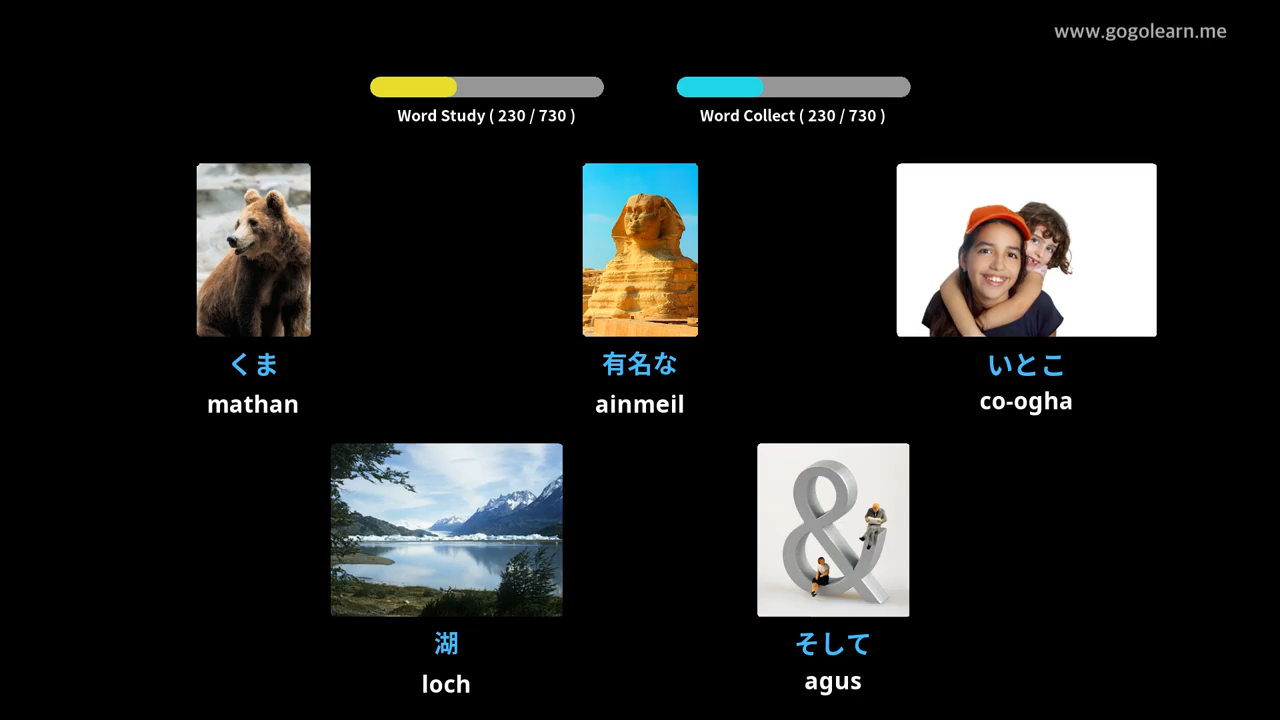 www.gogolearn.me
Word Study ( 230 / 730 )
Word Collect ( 230 / 730 )
くま
mathan
有名な
ainmeil
いとこ
co-ogha
湖
loch
&
そして
agus